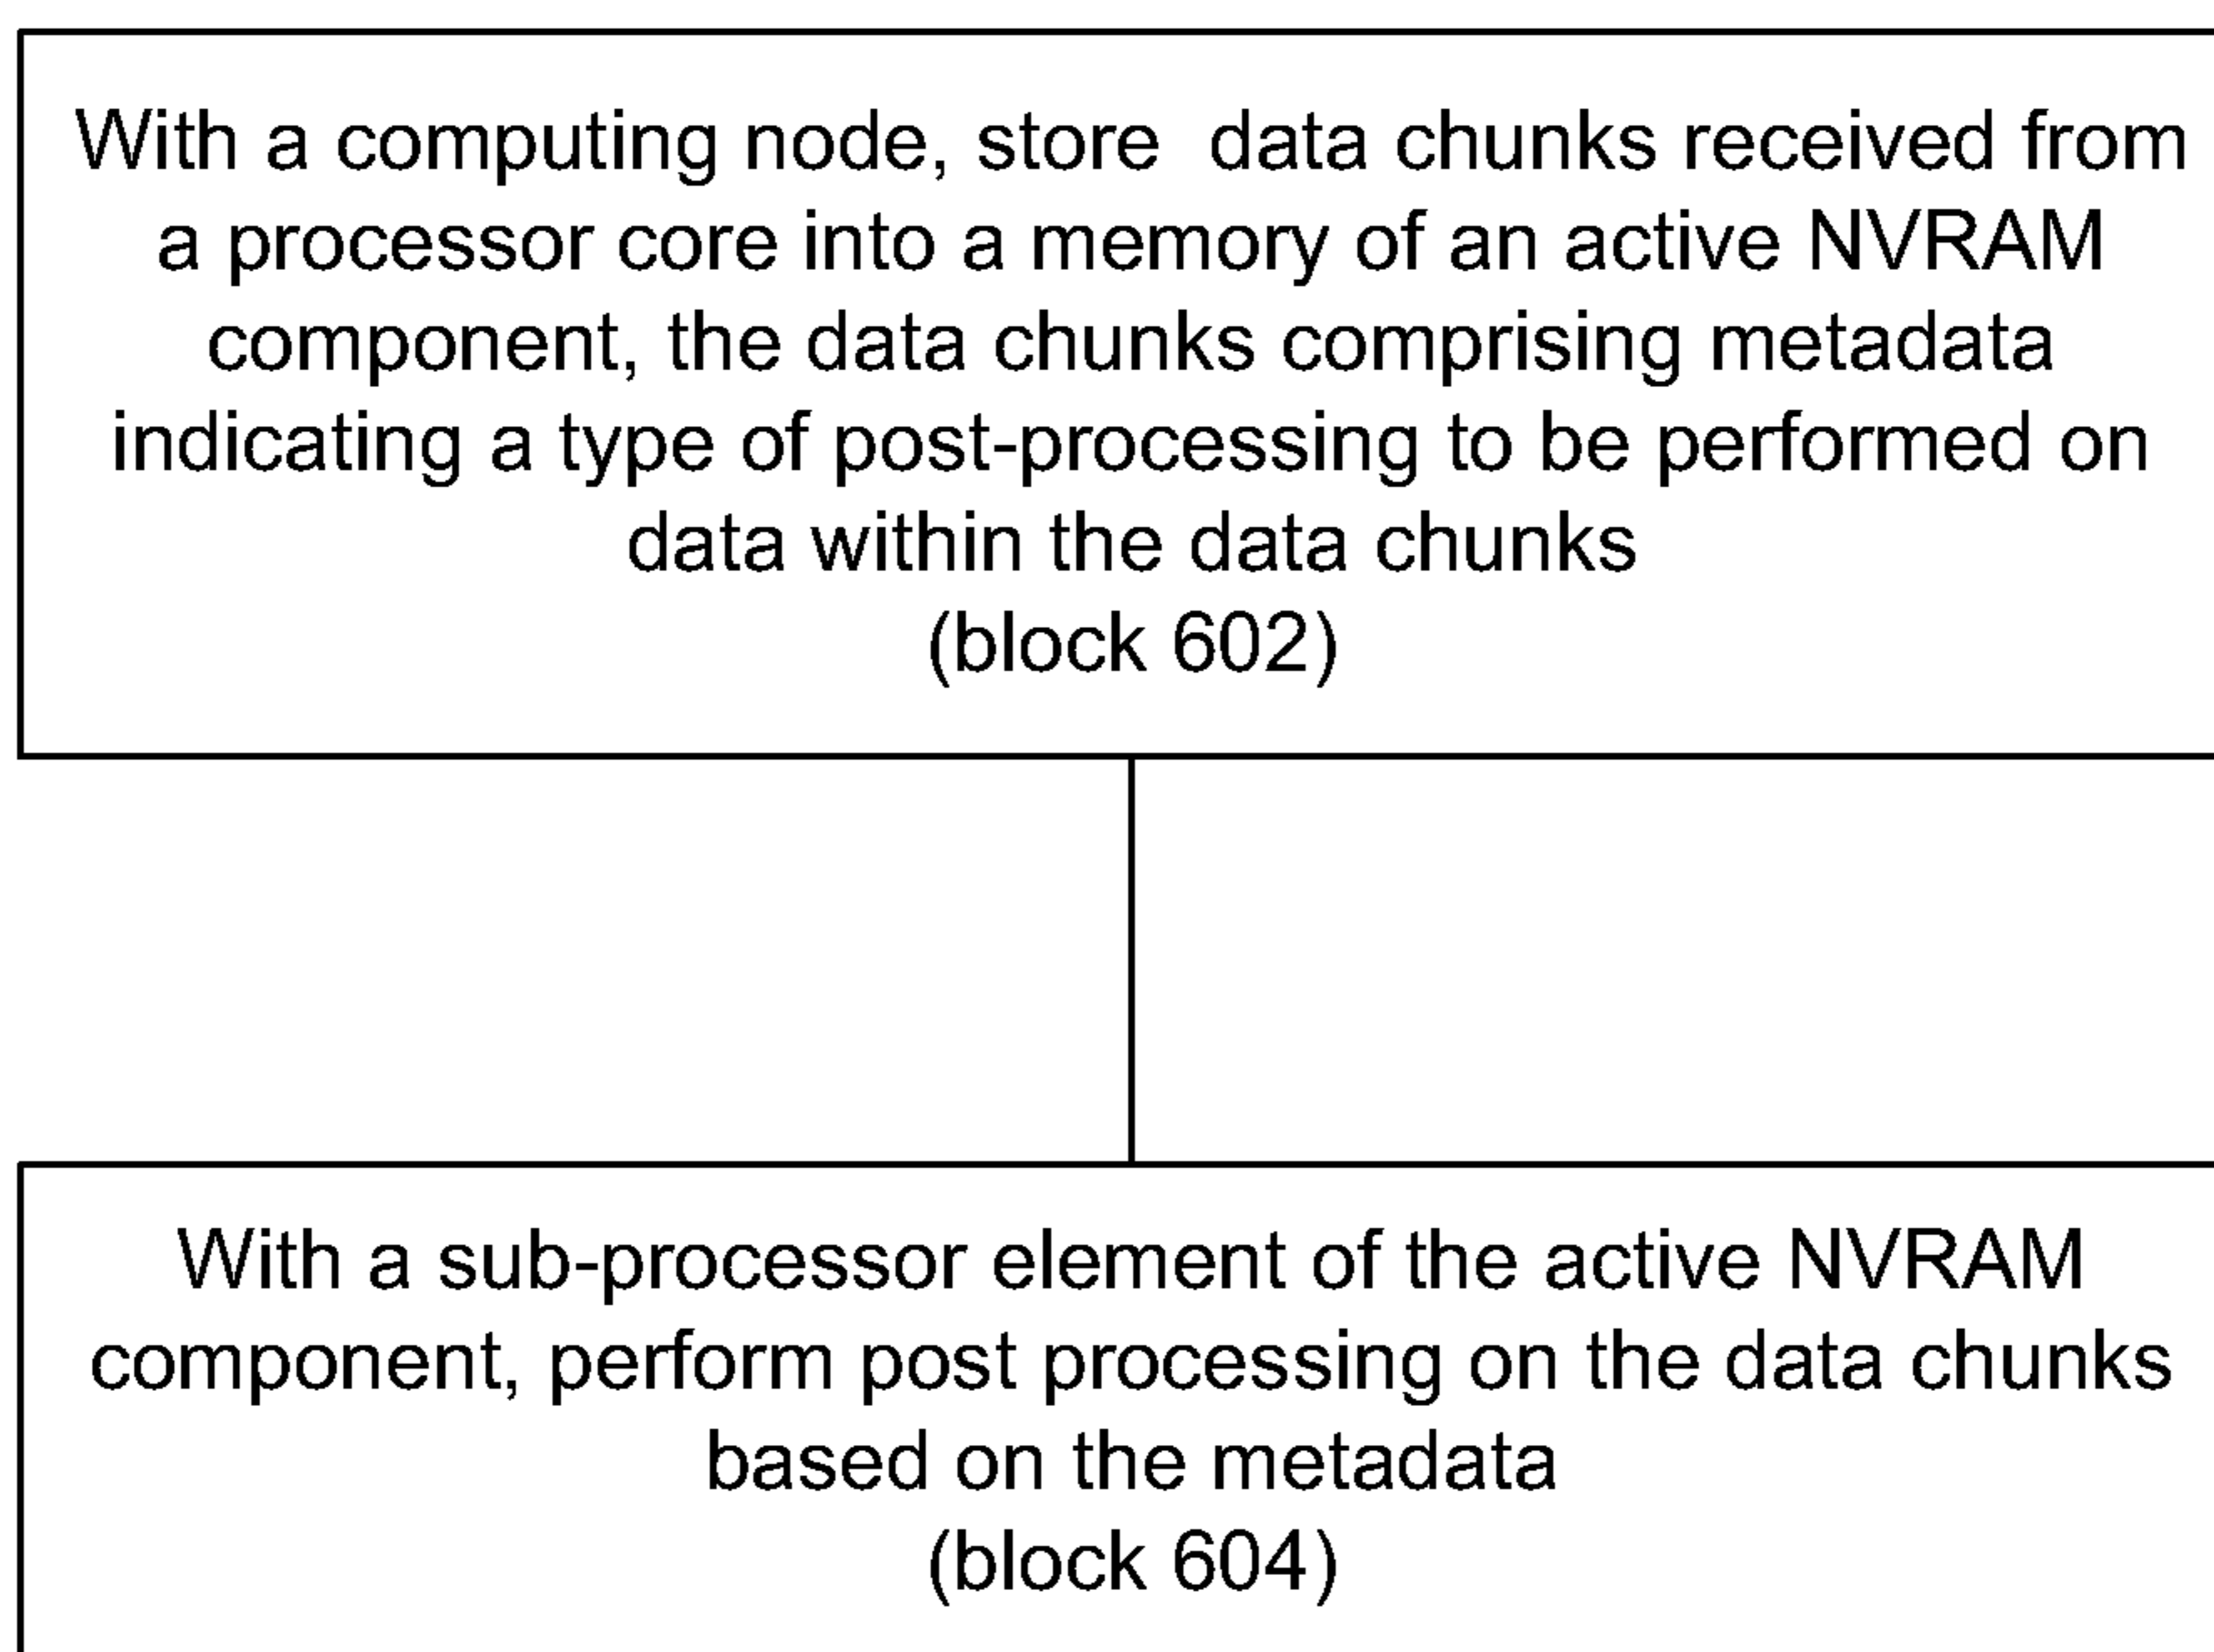 With a computing node, store data chunks received from
a processor core into a memory of an active NVRAM
component, the data chunks comprising metadata
indicating a type of post-processing to be performed on
data within the data chunks
(block 602)
With a sub-processor element of the active NVRAM
component, perform post processing on the data chunks
based on the metadata
(block 604)